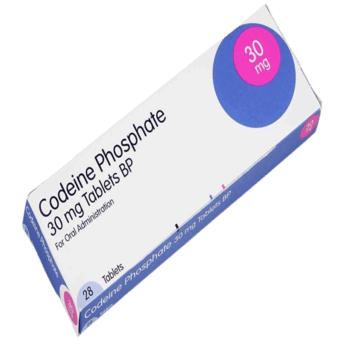 30
mg
Codeine Phosphate
30 mg Tablets BP
For Oral Administration
28
Tablets
Codeine Phosphate 30 mg Tablets BP
30